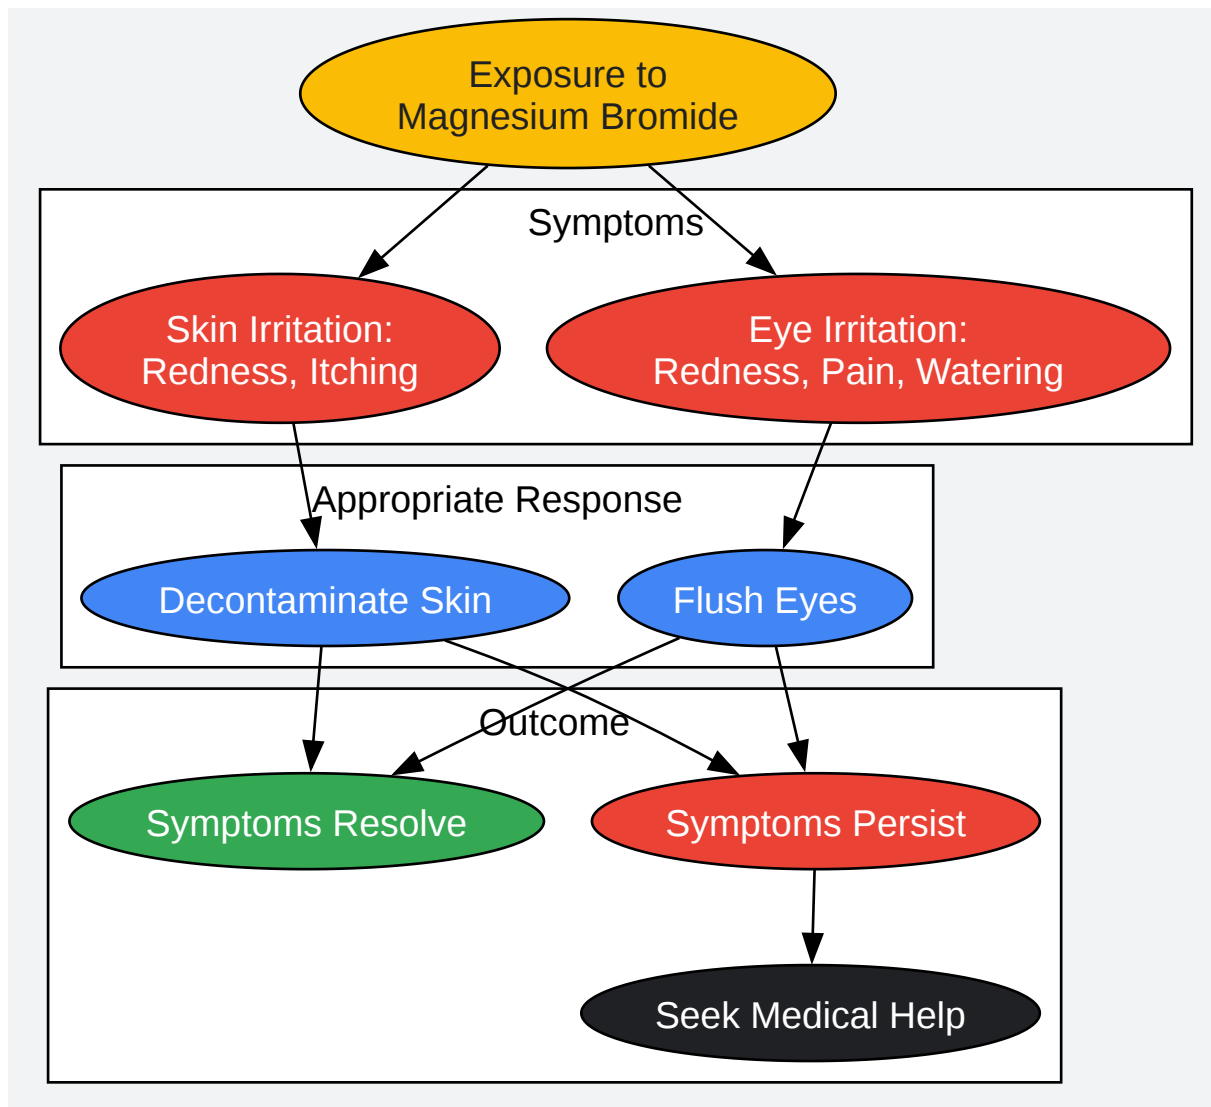 Exposure to
Magnesium Bromide
Symptoms
Skin Irritation:
Redness, Itching
Eye Irritation:
Redness, Pain, Watering
Appropriate Response
Decontaminate Skin
Flush Eyes
Outcome
Symptoms Resolve
Symptoms Persist
Seek Medical Help